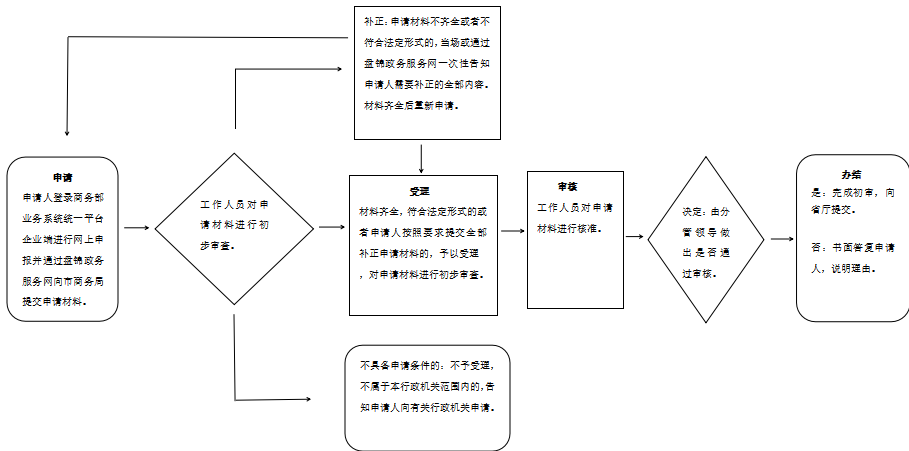 补正：申请材料不齐全或者不
符合法定形式的，当场或通过
盘锦政务服务网一次性告知
申请人需要补正的全部内容。
材料齐全后重新申请。
申请
申请人登录商务部
业务系统统一平台
企业端进行网上申
报并通过盘锦政务
服务网向市商务局
提交申请材料。
工作人员对申
请材料进行初
步审查。
受理
材料齐全，符合法定形式的或
者申请人按照要求提交全部
补正申请材料的，予以受理
，对申请材料进行初步审查。
审核
工作人员对申请
材料进行核准。
决定：由分
管领导做
出是否通
过审核。
办结
是：完成初审，向
省厅提交。
否：书面答复申请
人，说明理由。
不具备申请条件的：不予受理，
不属于本行政机关范围内的，告
知申请人向有关行政机关申请。